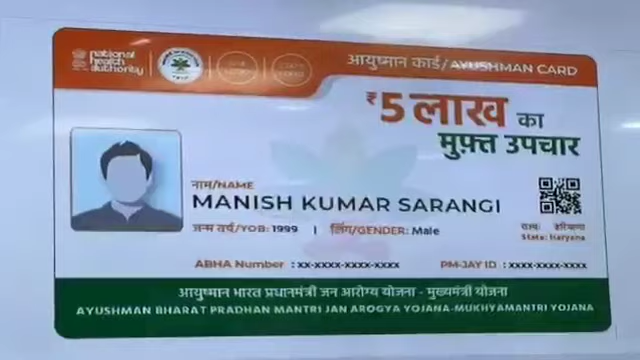 national health authority
आयुष्मान कार्ड/AYUSHMAN CARD
₹5 लाख का
मुफ़्त उपचार
नाम/NAME
MANISH KUMAR SARANGI
जन्म वर्ष/YOB: 1999 | लिंग/GENDER: Male
राज्य: हरियाणा
State: Haryana
ABHA Number : xx-xxxx-xxxx-xxxx
PM-JAY ID : xxxx-xxxx-xxxx
आयुष्मान भारत प्रधानमंत्री जन आरोग्य योजना - मुख्यमंत्री योजना
AYUSHMAN BHARAT PRADHAN MANTRI JAN AROGYA YOJANA-MUKHYAMANTRI YOJANA